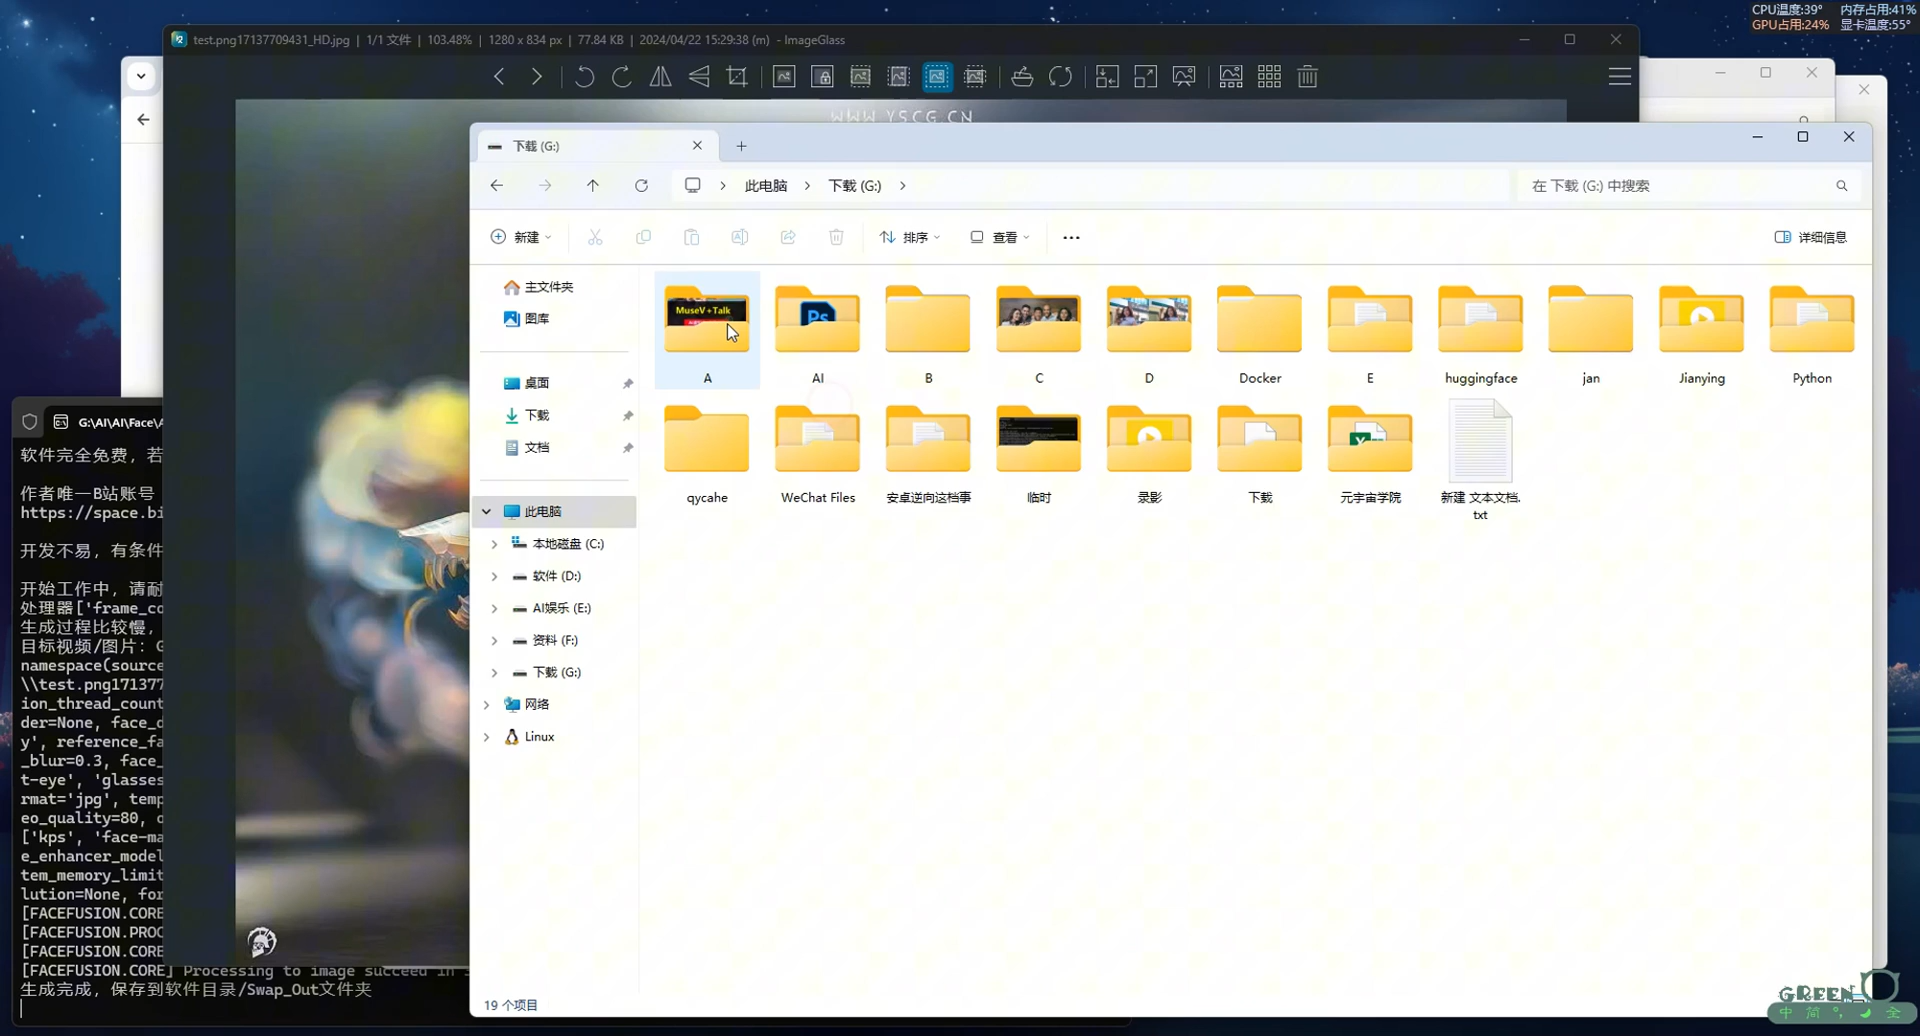 CPU温度:39° 内存占用:41%
GPU占用:24% 显卡温度:55°
test.png17137709431_HD.jpg | 1/1 文件 | 103.48% | 1280 x 834 px | 77.84 KB | 2024/04/22 15:29:38 (m) - ImageGlass
WWW.YSCG.CN
下载 (G:)
此电脑 下载 (G:)
在 下载 (G:) 中搜索
新建
排序
查看
详细信息
主文件夹
图库
桌面
下载
文档
此电脑
本地磁盘 (C:)
软件 (D:)
AI娱乐 (E:)
资料 (F:)
下载 (G:)
网络
Linux
MuseV+Talk
Ps
A AI B C D Docker E huggingface jan Jianying Python
qycahe WeChat Files 安卓逆向这档事 临时 录影 下载 元宇宙学院 新建 文本文档.
txt
19 个项目
G:\AI\AI\Face\A
软件完全免费，若
作者唯一B站账号
https://space.bi
开发不易，有条件
开始工作中，请耐
处理器['frame_co
生成过程比较慢，
目标视频/图片：G
namespace(source
\\test.png171377
ion_thread_count
der=None, face_d
y', reference_fa
_blur=0.3, face_
t-eye', 'glasses
rmat='jpg', temp
eo_quality=80, o
['kps', 'face-ma
e_enhancer_model
tem_memory_limit
lution=None, for
[FACEFUSION.CORE
[FACEFUSION.PROC
[FACEFUSION.CORE
[FACEFUSION.CORE] Processing to image succeed in
生成完成，保存到软件目录/Swap_Out文件夹
GREEN
中 简 °, 全